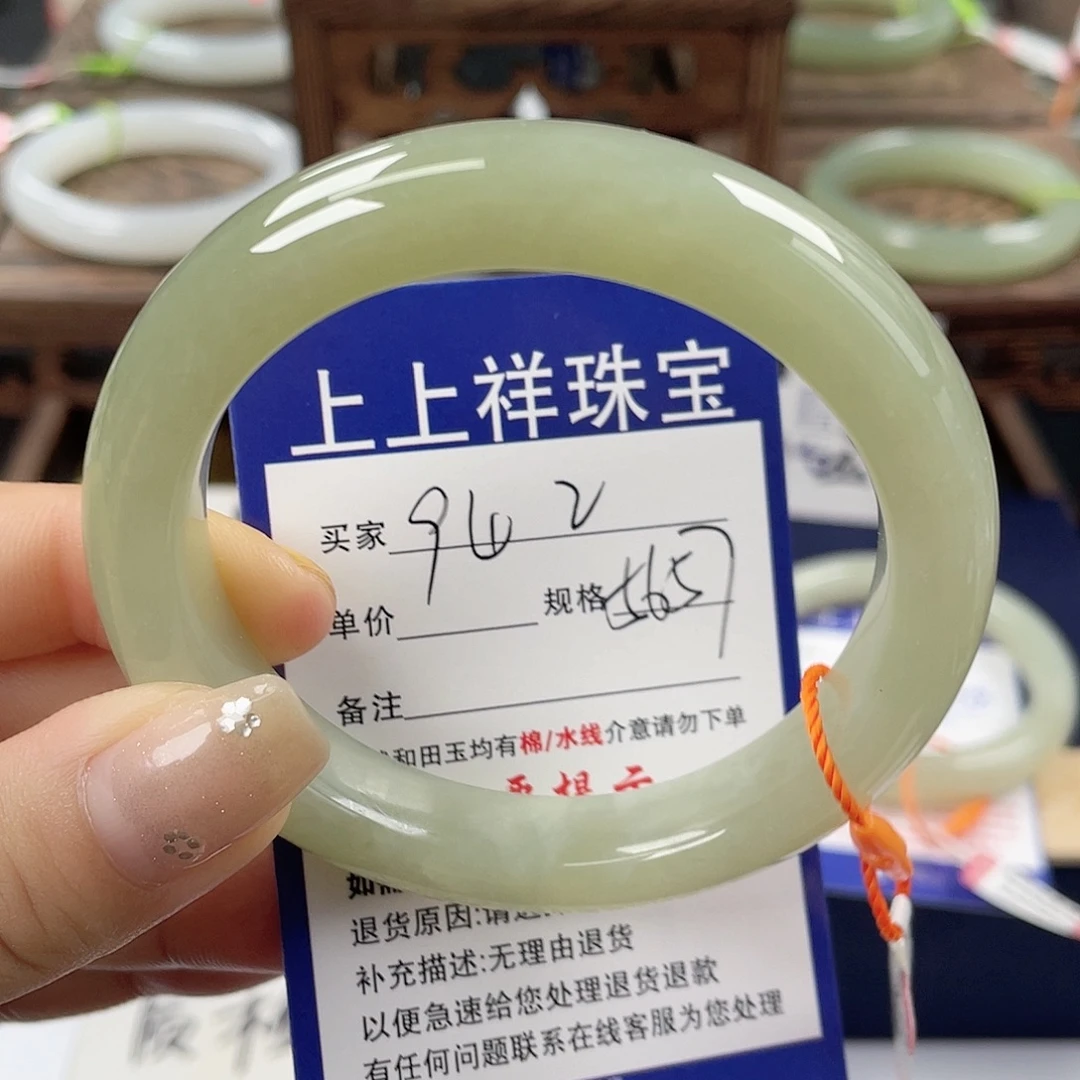 上上祥珠宝
买家 942
单价 规格 5657
备注
和田玉均有棉/水线介意请勿下单
退货原因:请
补充描述:无理由退货
以便急速给您处理退货退款
有任何问题联系在线客服为您处理